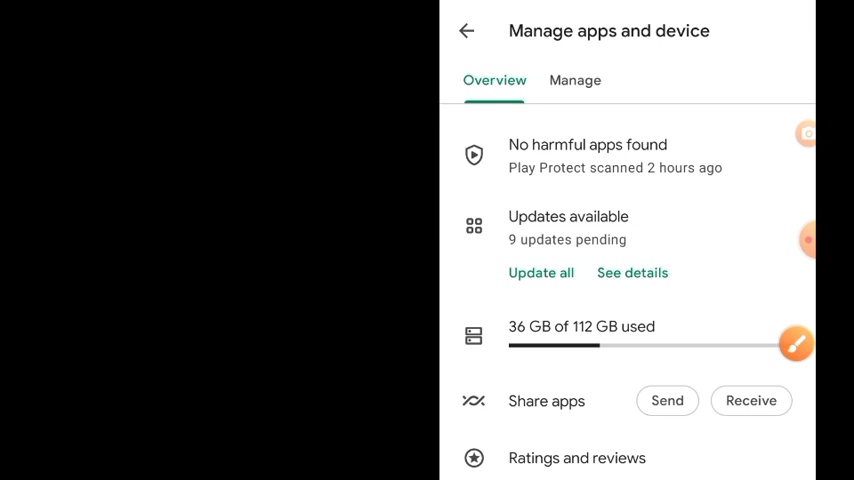 Manage apps and device
Overview Manage
No harmful apps found
Play Protect scanned 2 hours ago
Updates available
9 updates pending
Update all See details
36 GB of 112 GB used
Share apps Send Receive
Ratings and reviews